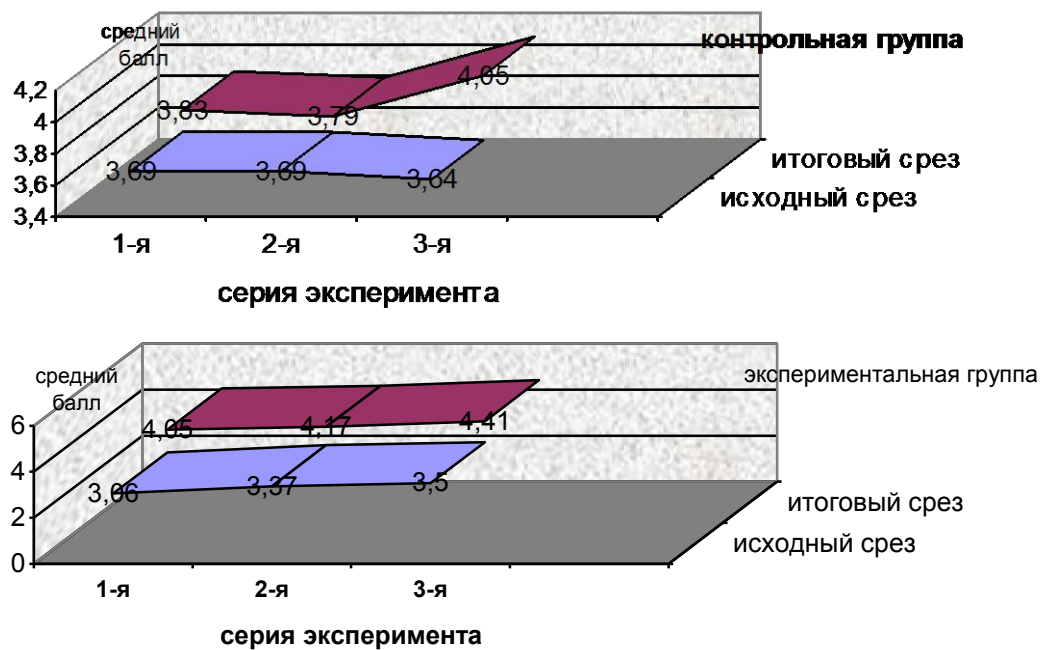 средний
балл
контрольная группа
4,2
4
3,8
3,6
3,4
3,83
3,79
4,05
3,69
3,69
3,64
итоговый срез
исходный срез
1-я
2-я
3-я
серия эксперимента
средний
балл
экспериментальная группа
6
4
2
0
4,05
4,17
4,41
3,06
3,37
3,5
итоговый срез
исходный срез
1-я
2-я
3-я
серия эксперимента